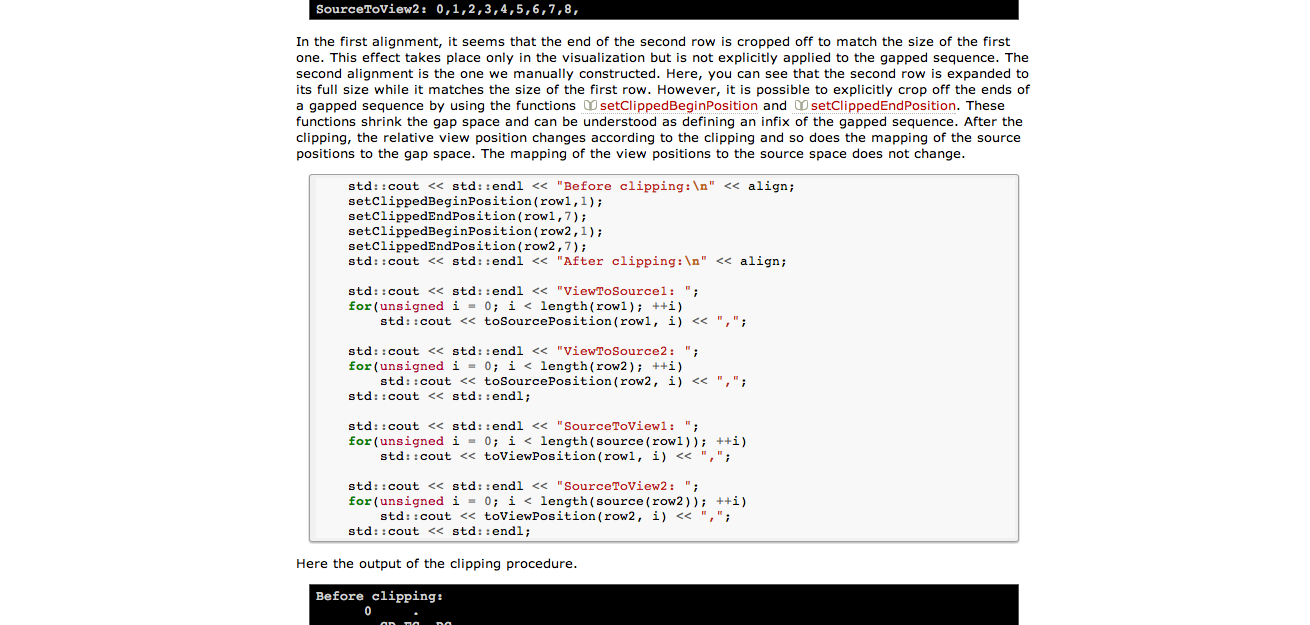 SourceToView2: 0,1,2,3,4,5,6,7,8,
In the first alignment, it seems that the end of the second row is cropped off to match the size of the first
one. This effect takes place only in the visualization but is not explicitly applied to the gapped sequence. The
second alignment is the one we manually constructed. Here, you can see that the second row is expanded to
its full size while it matches the size of the first row. However, it is possible to explicitly crop off the ends of
a gapped sequence by using the functions setClippedBeginPosition and setClippedEndPosition. These
functions shrink the gap space and can be understood as defining an infix of the gapped sequence. After the
clipping, the relative view position changes according to the clipping and so does the mapping of the source
positions to the gap space. The mapping of the view positions to the source space does not change.
std::cout << std::endl << "Before clipping:\n" << align;
setClippedBeginPosition(row1,1);
setClippedEndPosition(row1,7);
setClippedBeginPosition(row2,1);
setClippedEndPosition(row2,7);
std::cout << std::endl << "After clipping:\n" << align;
std::cout << std::endl << "ViewToSource1: ";
for(unsigned i = 0; i < length(row1); ++i)
std::cout << toSourcePosition(row1, i) << ",";
std::cout << std::endl << "ViewToSource2: ";
for(unsigned i = 0; i < length(row2); ++i)
std::cout << toSourcePosition(row2, i) << ",";
std::cout << std::endl;
std::cout << std::endl << "SourceToView1: ";
for(unsigned i = 0; i < length(source(row1)); ++i)
std::cout << toViewPosition(row1, i) << ",";
std::cout << std::endl << "SourceToView2: ";
for(unsigned i = 0; i < length(source(row2)); ++i)
std::cout << toViewPosition(row2, i) << ",";
std::cout << std::endl;
Here the output of the clipping procedure.
Before clipping:
0 .